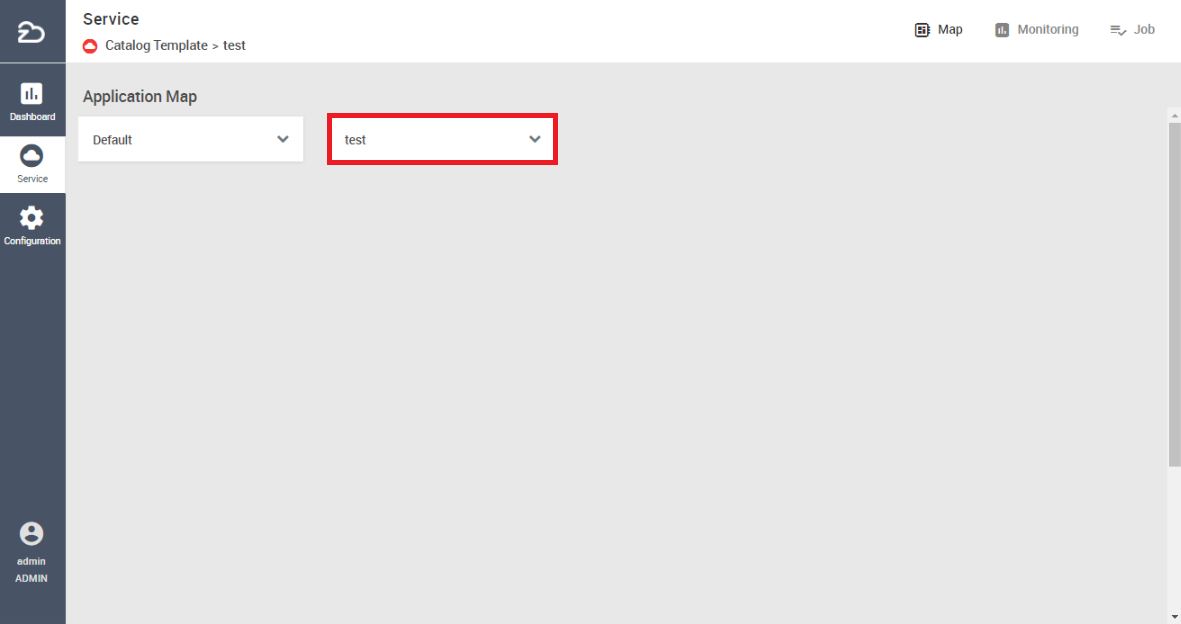 Service
Catalog Template > test
Map
Monitoring
Job
Dashboard
Service
Configuration
admin
ADMIN
Application Map
Default
test